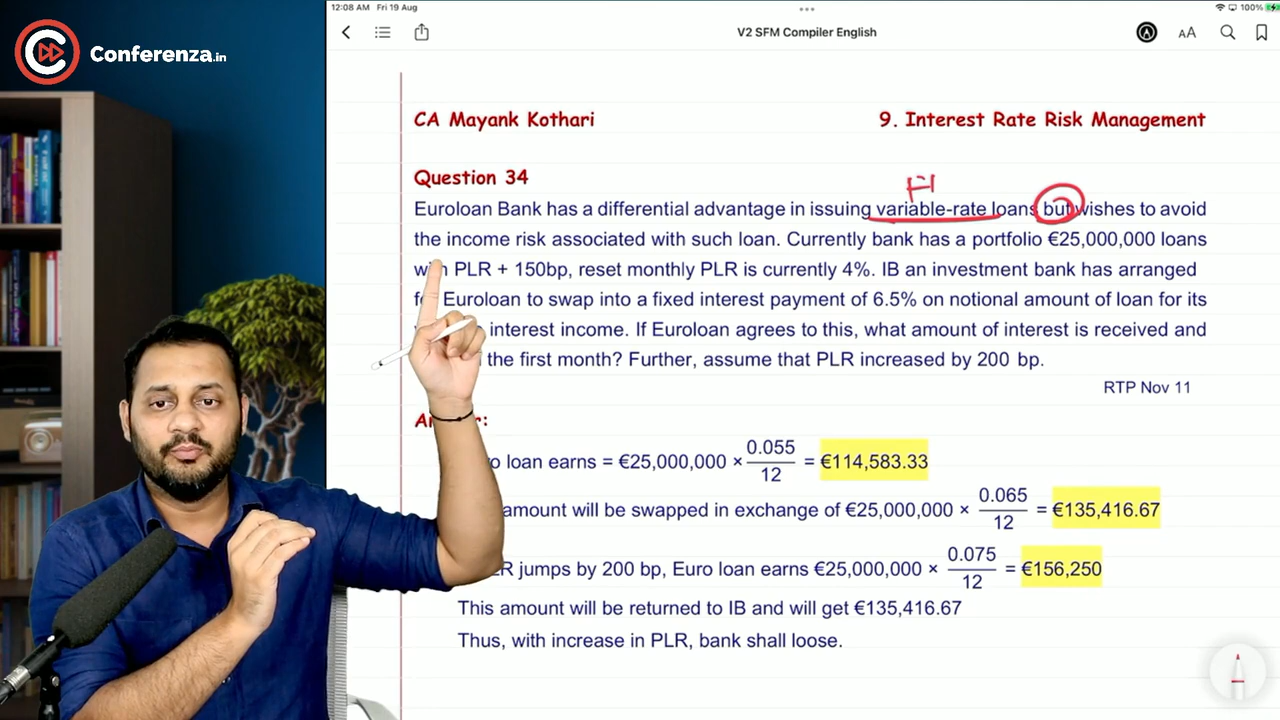 12:08 AM Fri 19 Aug
100%
V2 SFM Compiler English
AA
Conferenza.in
CA Mayank Kothari
9. Interest Rate Risk Management
Question 34
Euroloan Bank has a differential advantage in issuing variable-rate loans but wishes to avoid
the income risk associated with such loan. Currently bank has a portfolio €25,000,000 loans
PLR + 150bp, reset monthly PLR is currently 4%. IB an investment bank has arranged
Euroloan to swap into a fixed interest payment of 6.5% on notional amount of loan for its
interest income. If Euroloan agrees to this, what amount of interest is received and
the first month? Further, assume that PLR increased by 200 bp.
RTP Nov 11
loan earns = €25,000,000 × 0.055/12 = €114,583.33
amount will be swapped in exchange of €25,000,000 × 0.065/12 = €135,416.67
jumps by 200 bp, Euro loan earns €25,000,000 × 0.075/12 = €156,250
This amount will be returned to IB and will get €135,416.67
Thus, with increase in PLR, bank shall loose.